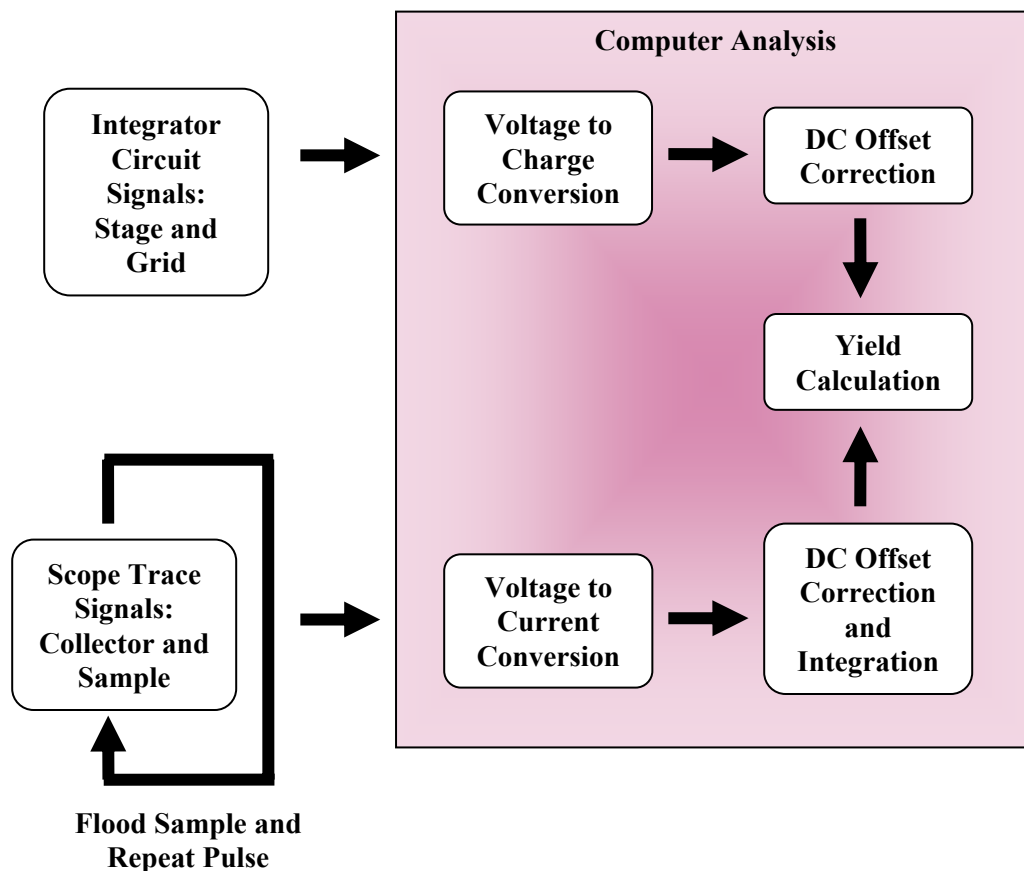 Computer Analysis
Integrator
Circuit
Signals:
Stage and
Grid
Voltage to
Charge
Conversion
DC Offset
Correction
Yield
Calculation
Scope Trace
Signals:
Collector and
Sample
Voltage to
Current
Conversion
DC Offset
Correction
and
Integration
Flood Sample and
Repeat Pulse